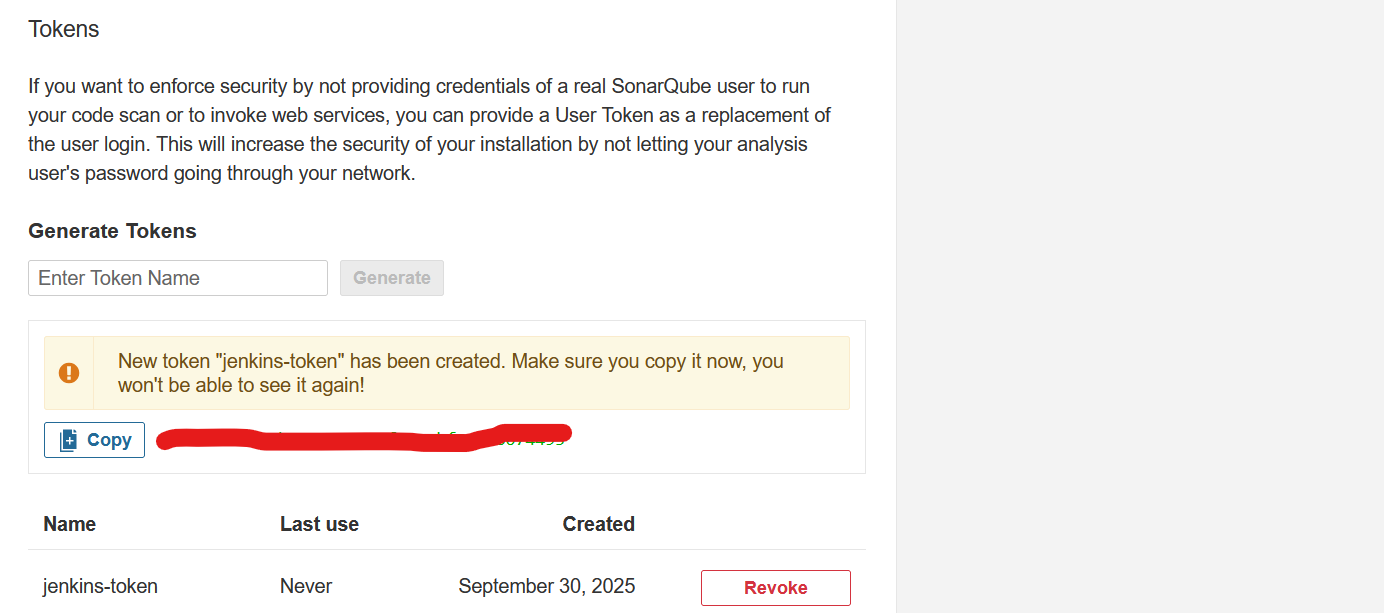 Tokens
If you want to enforce security by not providing credentials of a real SonarQube user to run
your code scan or to invoke web services, you can provide a User Token as a replacement of
the user login. This will increase the security of your installation by not letting your analysis
user's password going through your network.
Generate Tokens
Enter Token Name Generate
New token "jenkins-token" has been created. Make sure you copy it now, you
won't be able to see it again!
Copy
Name Last use Created
jenkins-token Never September 30, 2025 Revoke